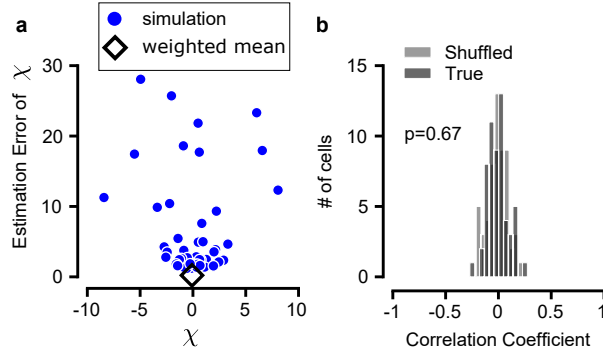 a
simulation
weighted mean
Estimation Error of χ
30
20
10
0
-10
-5
0
5
10
χ
b
Shuffled
True
15
10
5
0
p=0.67
# of cells
-1
-0.5
0
0.5
1
Correlation Coefficient